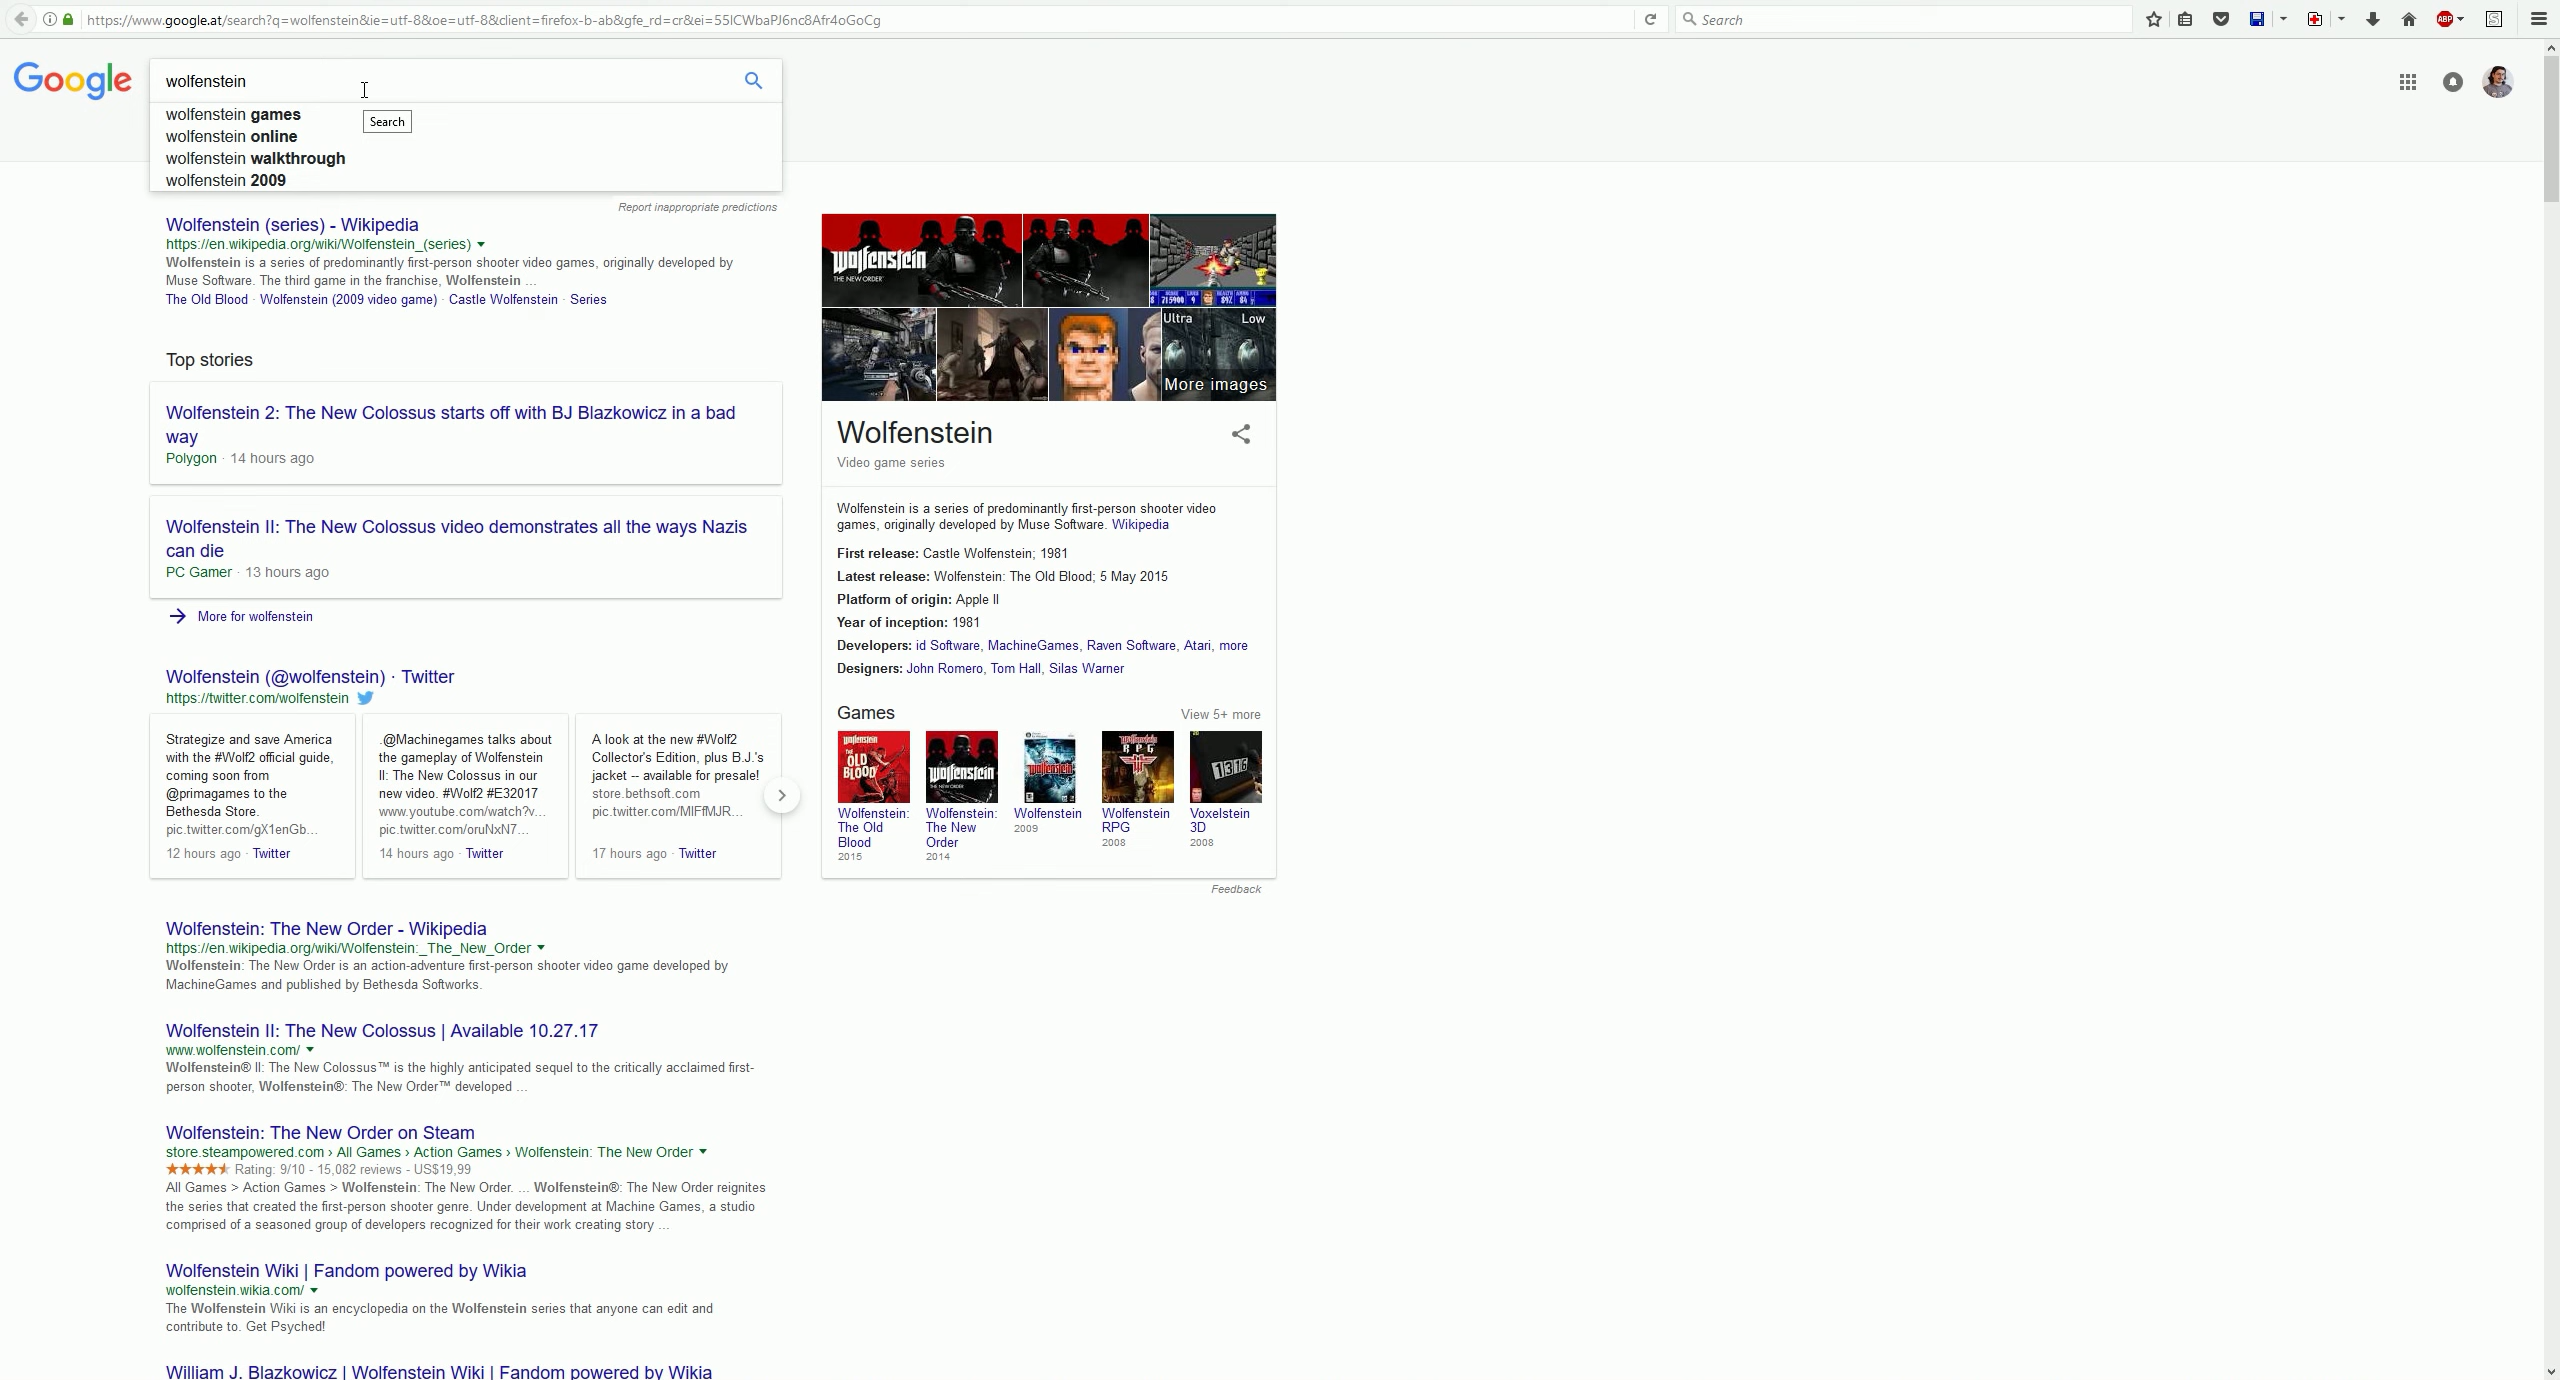 https://www.google.at/search?q=wolfenstein&ie=utf-8&oe=utf-8&client=firefox-b-ab&gfe_rd=cr&ei=55lCWbaPJ6nc8Afr4oGoCg
Search
ABP
Google
wolfenstein
wolfenstein games
Search
wolfenstein online
wolfenstein walkthrough
wolfenstein 2009
Report inappropriate predictions
Wolfenstein (series) - Wikipedia
https://en.wikipedia.org/wiki/Wolfenstein_(series)
Wolfenstein is a series of predominantly first-person shooter video games, originally developed by
Muse Software. The third game in the franchise, Wolfenstein ...
The Old Blood · Wolfenstein (2009 video game) · Castle Wolfenstein · Series
Top stories
Wolfenstein 2: The New Colossus starts off with BJ Blazkowicz in a bad
way
Polygon · 14 hours ago
Wolfenstein II: The New Colossus video demonstrates all the ways Nazis
can die
PC Gamer · 13 hours ago
More for wolfenstein
Wolfenstein (@wolfenstein) · Twitter
https://twitter.com/wolfenstein
Strategize and save America
with the #Wolf2 official guide,
coming soon from
@primagames to the
Bethesda Store.
pic.twitter.com/gX1enGb...
12 hours ago · Twitter
.@Machinegames talks about
the gameplay of Wolfenstein
II: The New Colossus in our
new video. #Wolf2 #E32017
www.youtube.com/watch?v...
pic.twitter.com/oruNxN7...
14 hours ago · Twitter
A look at the new #Wolf2
Collector's Edition, plus B.J.'s
jacket -- available for presale!
store.bethsoft.com
pic.twitter.com/MIFfMJR...
17 hours ago · Twitter
Wolfenstein: The New Order - Wikipedia
https://en.wikipedia.org/wiki/Wolfenstein:_The_New_Order
Wolfenstein: The New Order is an action-adventure first-person shooter video game developed by
MachineGames and published by Bethesda Softworks.
Wolfenstein II: The New Colossus | Available 10.27.17
www.wolfenstein.com/
Wolfenstein® II: The New Colossus™ is the highly anticipated sequel to the critically acclaimed first-
person shooter, Wolfenstein®: The New Order™ developed ...
Wolfenstein: The New Order on Steam
store.steampowered.com › All Games › Action Games › Wolfenstein: The New Order
Rating: 9/10 - 15,082 reviews - US$19,99
All Games > Action Games > Wolfenstein: The New Order. ... Wolfenstein®: The New Order reignites
the series that created the first-person shooter genre. Under development at Machine Games, a studio
comprised of a seasoned group of developers recognized for their work creating story ...
Wolfenstein Wiki | Fandom powered by Wikia
wolfenstein.wikia.com/
The Wolfenstein Wiki is an encyclopedia on the Wolfenstein series that anyone can edit and
contribute to. Get Psyched!
William J. Blazkowicz | Wolfenstein Wiki | Fandom powered by Wikia
Wolfenstein
THE NEW ORDER
Ultra Low
More images
Wolfenstein
Video game series
Wolfenstein is a series of predominantly first-person shooter video
games, originally developed by Muse Software. Wikipedia
First release: Castle Wolfenstein; 1981
Latest release: Wolfenstein: The Old Blood; 5 May 2015
Platform of origin: Apple II
Year of inception: 1981
Developers: id Software, MachineGames, Raven Software, Atari, more
Designers: John Romero, Tom Hall, Silas Warner
Games
View 5+ more
Wolfenstein:
The Old
Blood
2015
Wolfenstein:
The New
Order
2014
Wolfenstein
2009
Wolfenstein
RPG
2008
Voxelstein
3D
2008
Feedback